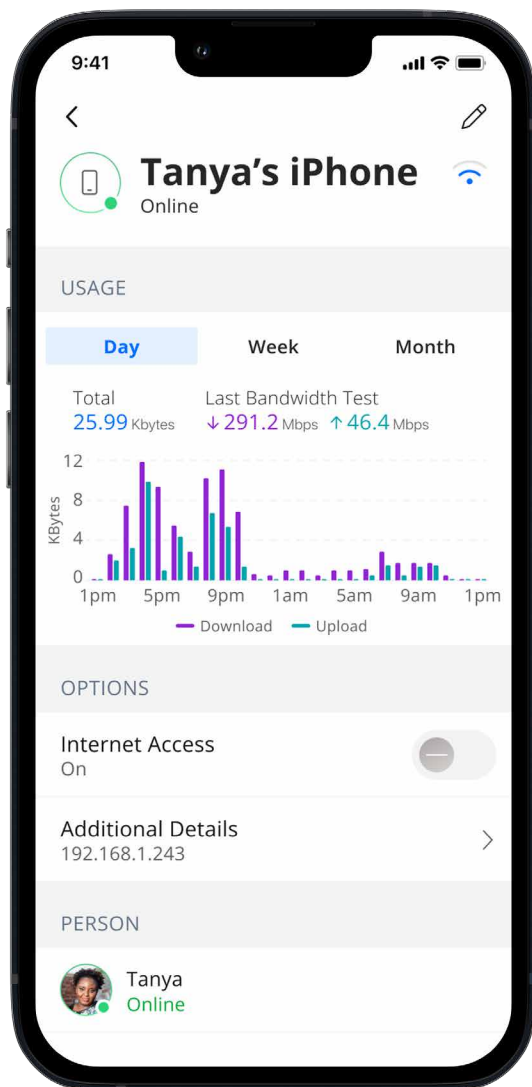 9:41
Tanya’s iPhone
Online
USAGE
Day Week Month
Total Last Bandwidth Test
25.99 Kbytes ↓291.2 Mbps ↑46.4 Mbps
12
8
4
0
KBytes
1pm 5pm 9pm 1am 5am 9am 1pm
Download Upload
OPTIONS
Internet Access
On
Additional Details
192.168.1.243
PERSON
Tanya
Online